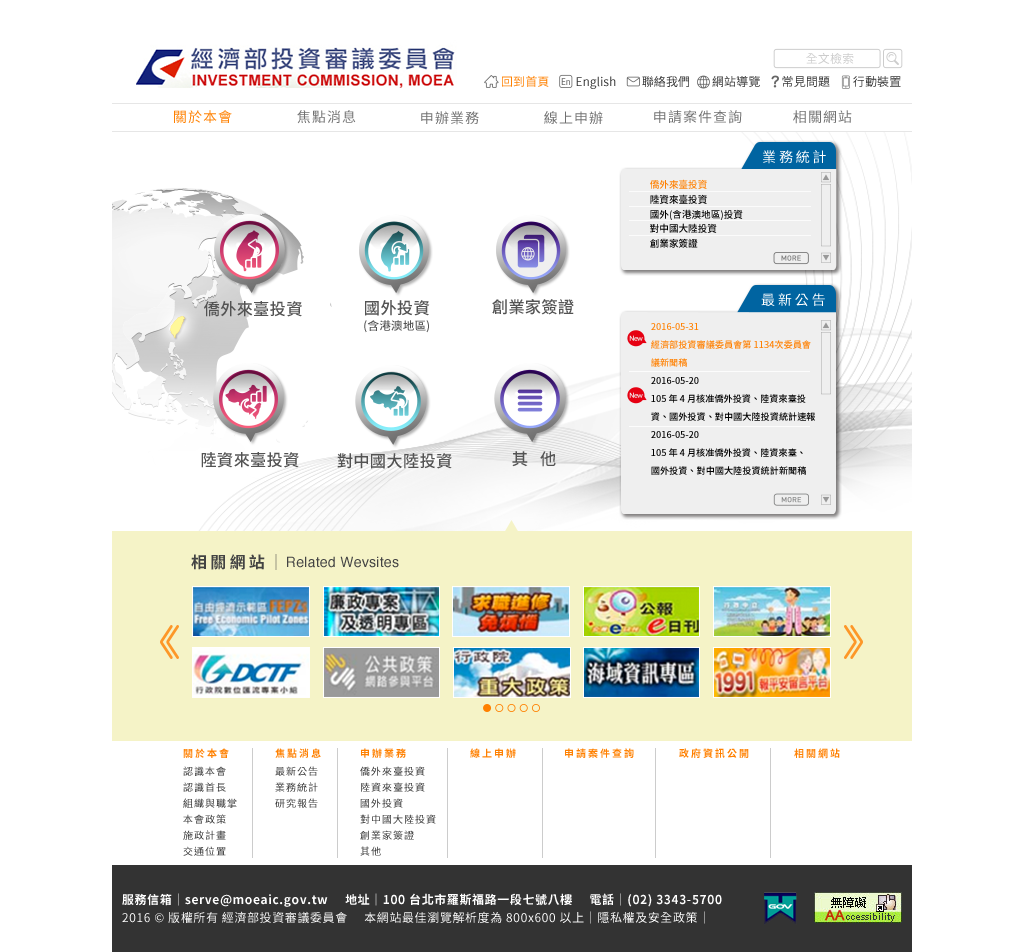 經濟部投資審議委員會
INVESTMENT COMMISSION, MOEA
全文檢索
回到首頁 En English 聯絡我們 網站導覽 ? 常見問題 行動裝置
關於本會 焦點消息 申辦業務 線上申辦 申請案件查詢 相關網站
業務統計
僑外來臺投資
陸資來臺投資
國外(含港澳地區)投資
對中國大陸投資
創業家簽證
MORE
僑外來臺投資
國外投資
(含港澳地區)
創業家簽證
陸資來臺投資
對中國大陸投資
其 他
最新公告
2016-05-31
New 經濟部投資審議委員會第 1134次委員會
議新聞稿
2016-05-20
New 105 年 4 月核准僑外投資、陸資來臺投
資、國外投資、對中國大陸投資統計速報
2016-05-20
105 年 4 月核准僑外投資、陸資來臺、
國外投資、對中國大陸投資統計新聞稿
MORE
相關網站｜Related Wevsites
自由經濟示範區 FEPZs
Free Economic Pilot Zones
廉政專案
及透明專區
求職進修
免煩惱
公報
e日刊
DCTF
行政院數位匯流專案小組
公共政策
網路參與平台
行政院
重大政策
海域資訊專區
1991 報平安留言平台
關於本會 焦點消息 申辦業務 線上申辦 申請案件查詢 政府資訊公開 相關網站
認識本會 最新公告 僑外來臺投資
認識首長 業務統計 陸資來臺投資
組織與職掌 研究報告 國外投資
本會政策 對中國大陸投資
施政計畫 創業家簽證
交通位置 其他
服務信箱｜serve@moeaic.gov.tw 地址｜100 台北市羅斯福路一段七號八樓 電話｜(02) 3343-5700
2016 © 版權所有 經濟部投資審議委員會 本網站最佳瀏覽解析度為 800x600 以上｜隱私權及安全政策｜
GOV
無障礙
AAccessibility